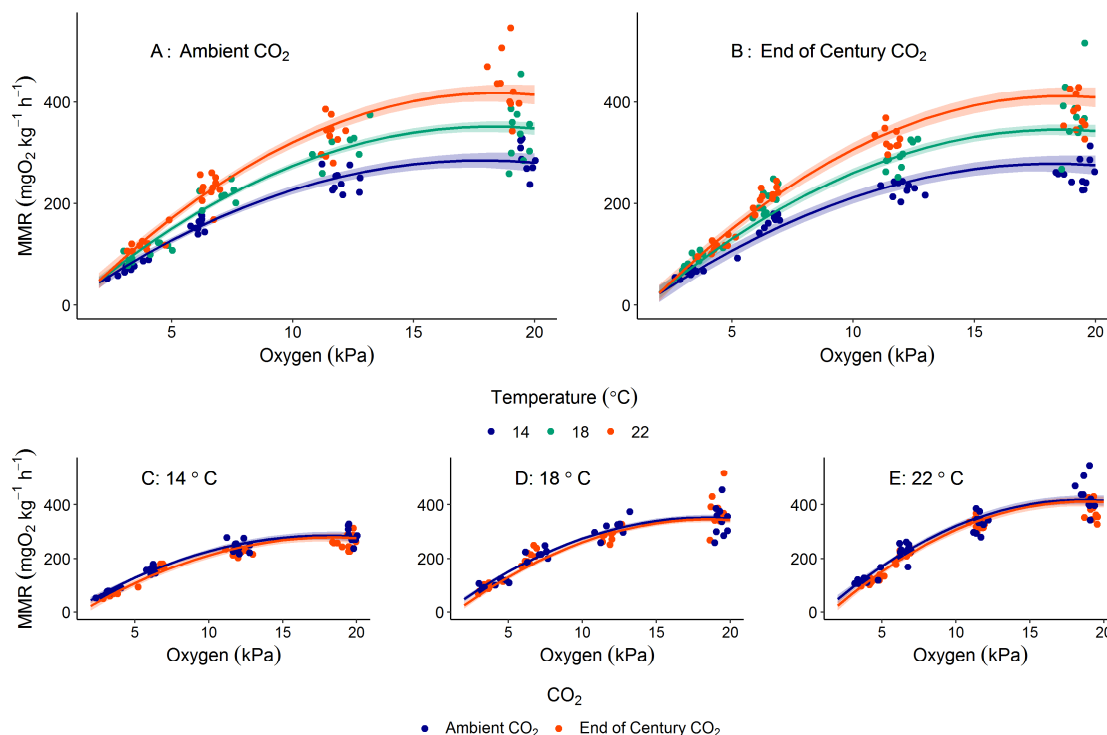 A: Ambient CO₂
B: End of Century CO₂
MMR (mgO₂ kg⁻¹ h⁻¹)
400
200
0
400
200
0
5 10 15 20
5 10 15 20
Oxygen (kPa)
Oxygen (kPa)
Temperature (°C)
14 18 22
C: 14 ° C
D: 18 ° C
E: 22 ° C
MMR (mgO₂ kg⁻¹ h⁻¹)
400
200
0
400
200
0
400
200
0
5 10 15 20
5 10 15 20
5 10 15 20
Oxygen (kPa)
Oxygen (kPa)
Oxygen (kPa)
CO₂
Ambient CO₂ End of Century CO₂